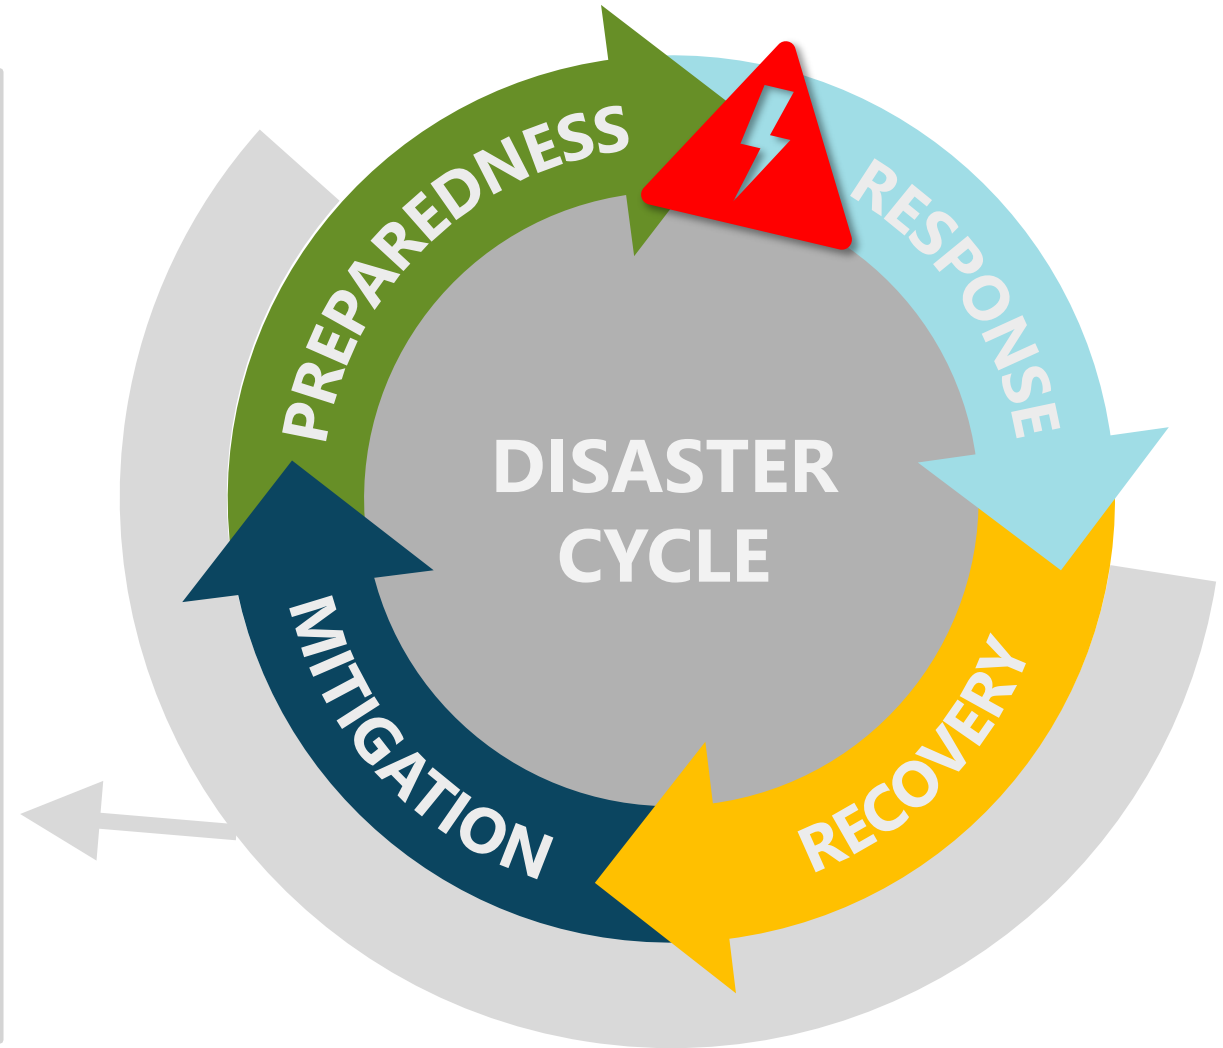 PREPAREDNESS
RESPONSE
DISASTER
CYCLE
MITIGATION
RECOVERY